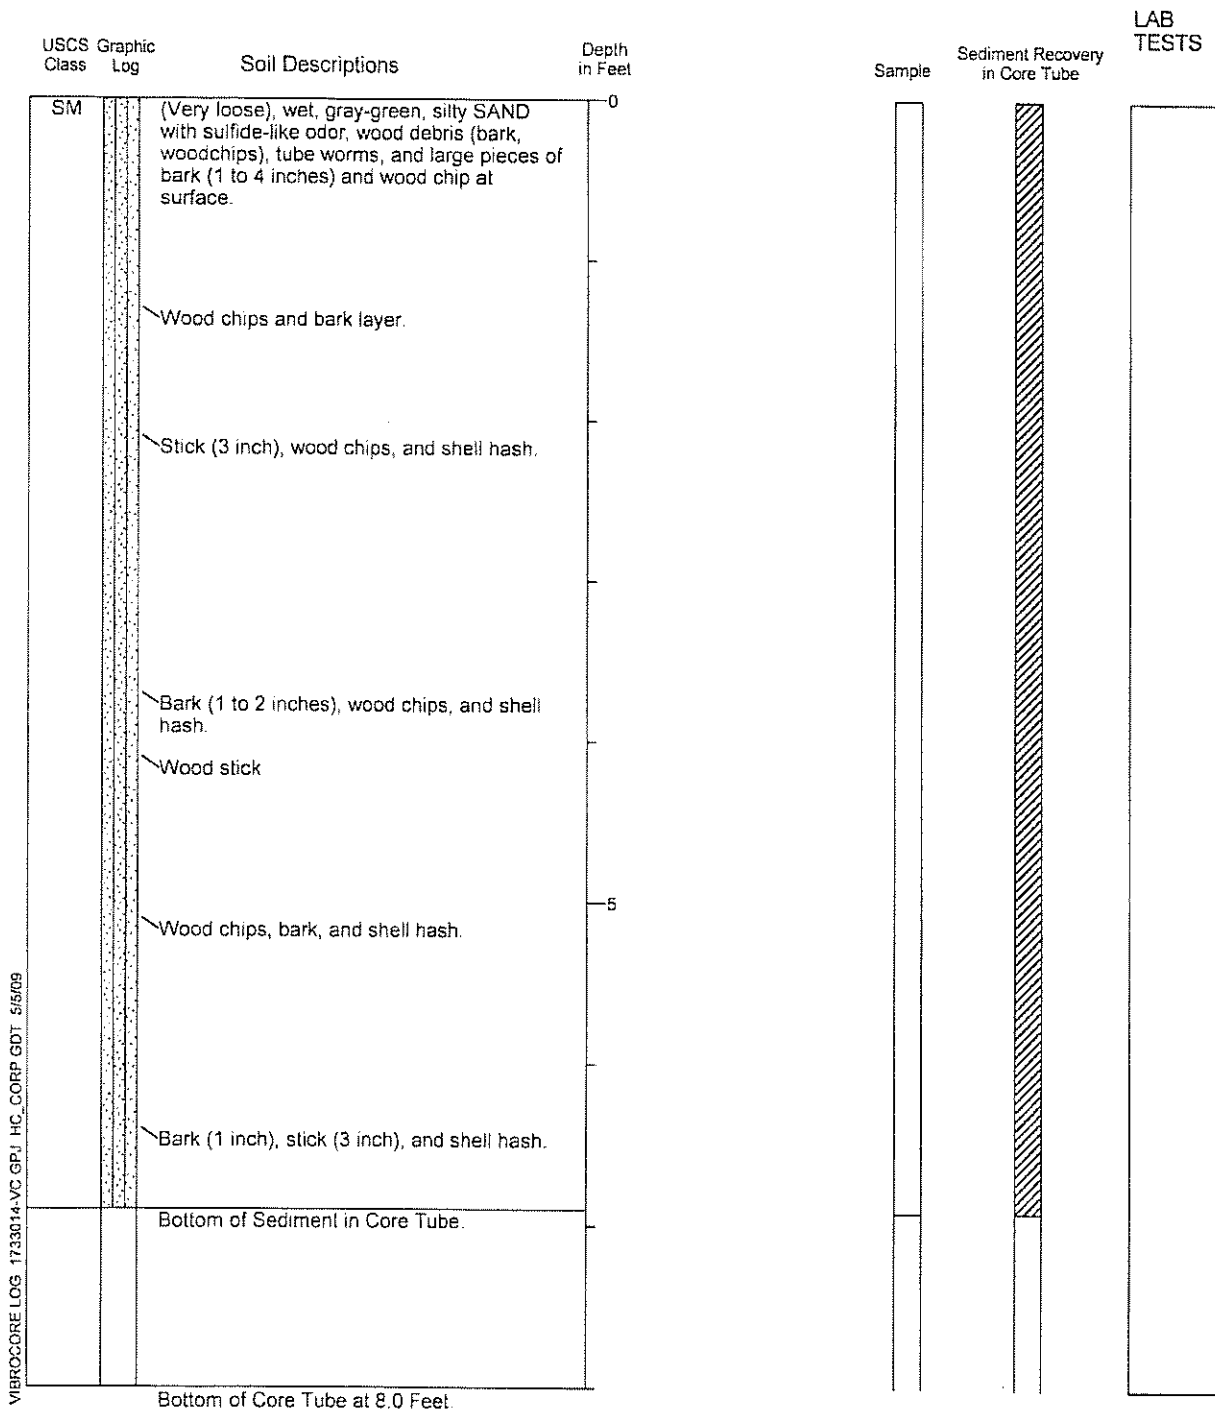 USCS Class
Graphic Log
Soil Descriptions
Depth in Feet
Sample
Sediment Recovery in Core Tube
LAB TESTS
SM
(Very loose), wet, gray-green, silty SAND
with sulfide-like odor, wood debris (bark,
woodchips), tube worms, and large pieces of
bark (1 to 4 inches) and wood chip at
surface.
0
Wood chips and bark layer.
Stick (3 inch), wood chips, and shell hash.
Bark (1 to 2 inches), wood chips, and shell
hash.
Wood stick
5
Wood chips, bark, and shell hash.
Bark (1 inch), stick (3 inch), and shell hash.
Bottom of Sediment in Core Tube.
Bottom of Core Tube at 8.0 Feet.
VIBROCORE LOG 1733014-VC.GPJ HC_CORP.GDT 5/5/09